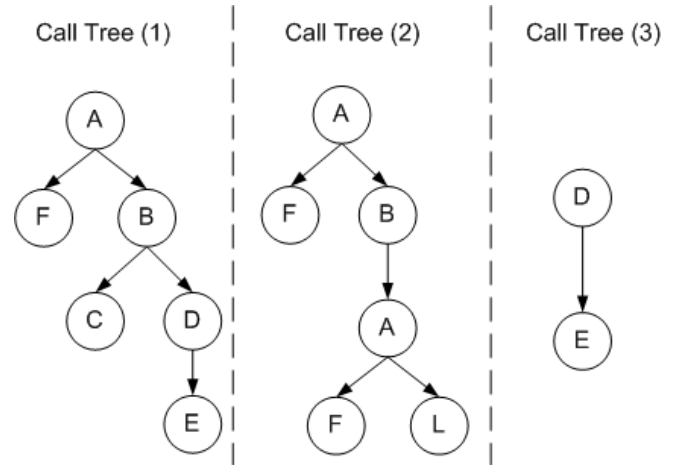 Call Tree (1)
A
F B
C D
E
Call Tree (2)
A
F B
A
F L
Call Tree (3)
D
E